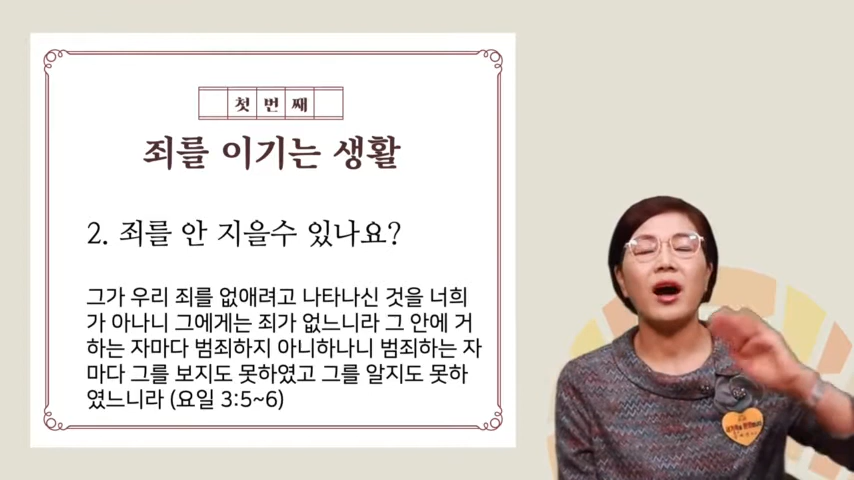 첫 번 째
죄를 이기는 생활
2. 죄를 안 지을수 있나요?
그가 우리 죄를 없애려고 나타나신 것을 너희
가 아나니 그에게는 죄가 없느니라 그 안에 거
하는 자마다 범죄하지 아니하나니 범죄하는 자
마다 그를 보지도 못하였고 그를 알지도 못하
였느니라 (요일 3:5~6)